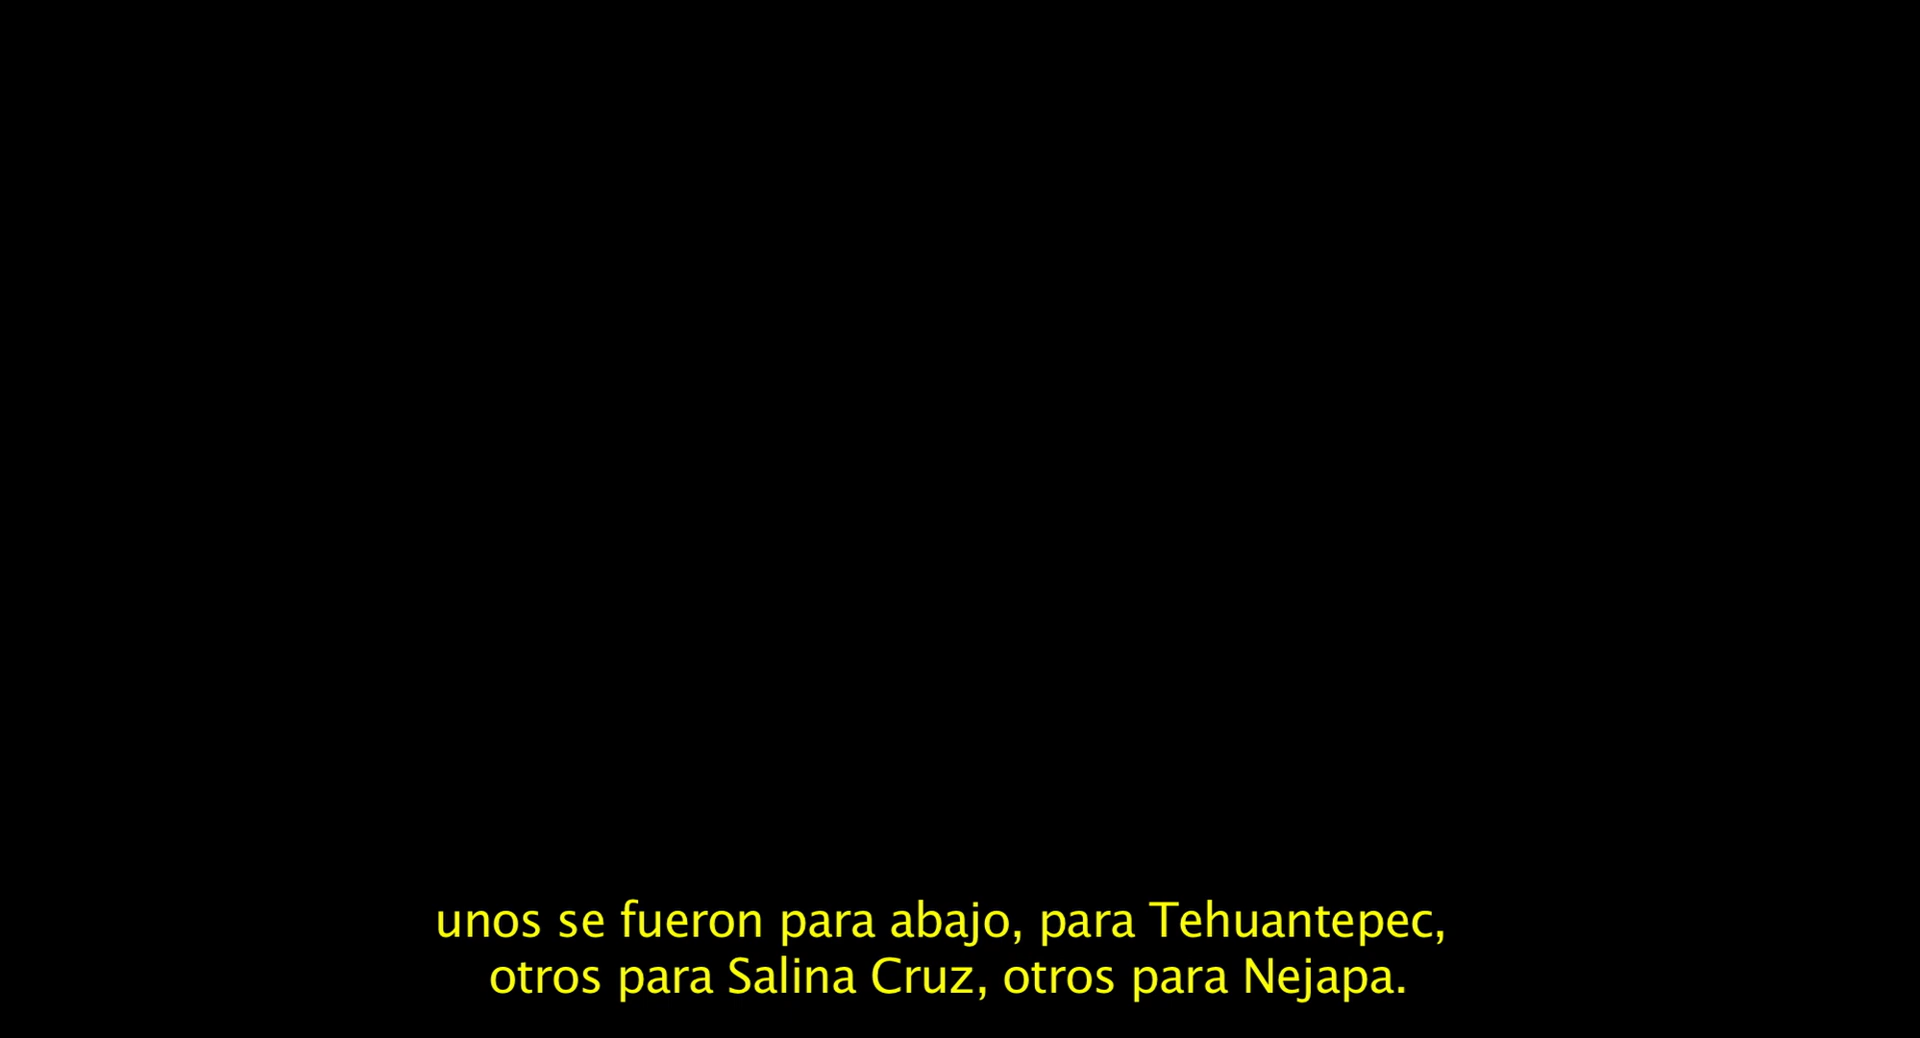 unos se fueron para abajo, para Tehuantepec,
otros para Salina Cruz, otros para Nejapa.